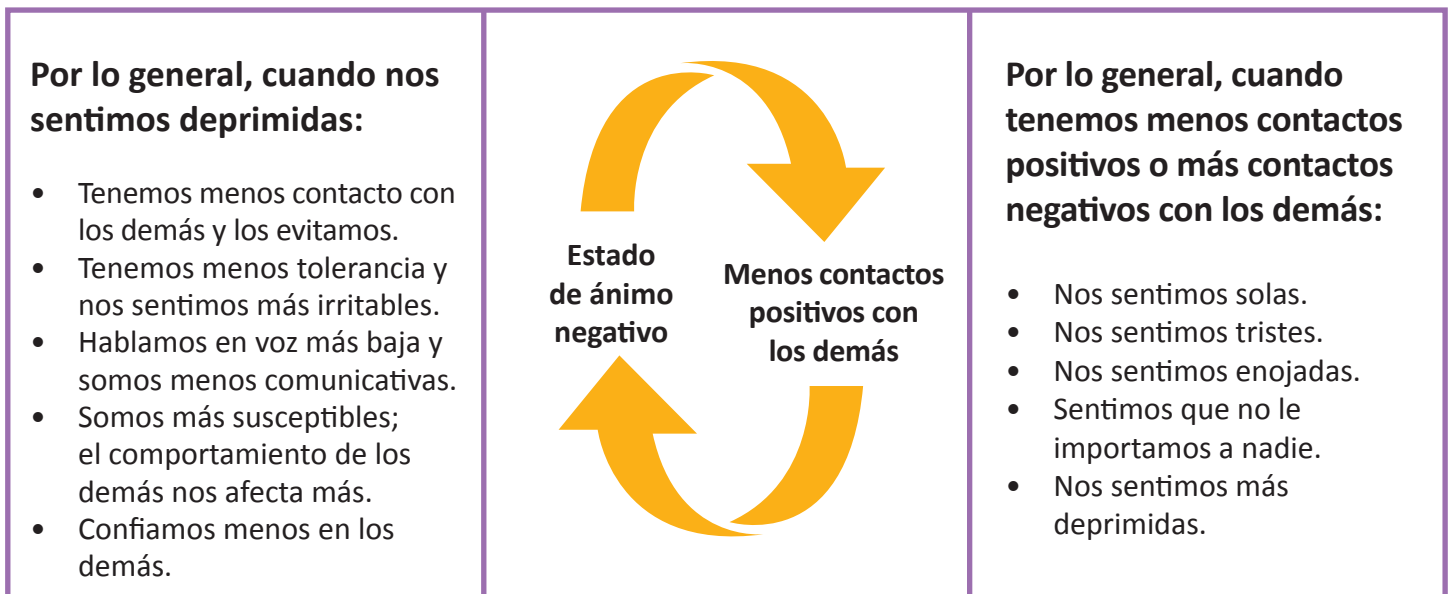 Por lo general, cuando nos
sentimos deprimidas:
• Tenemos menos contacto con
los demás y los evitamos.
• Tenemos menos tolerancia y
nos sentimos más irritables.
• Hablamos en voz más baja y
somos menos comunicativas.
• Somos más susceptibles;
el comportamiento de los
demás nos afecta más.
• Confiamos menos en los
demás.
Estado
de ánimo
negativo
Menos contactos
positivos con
los demás
Por lo general, cuando
tenemos menos contactos
positivos o más contactos
negativos con los demás:
• Nos sentimos solas.
• Nos sentimos tristes.
• Nos sentimos enojadas.
• Sentimos que no le
importamos a nadie.
• Nos sentimos más
deprimidas.